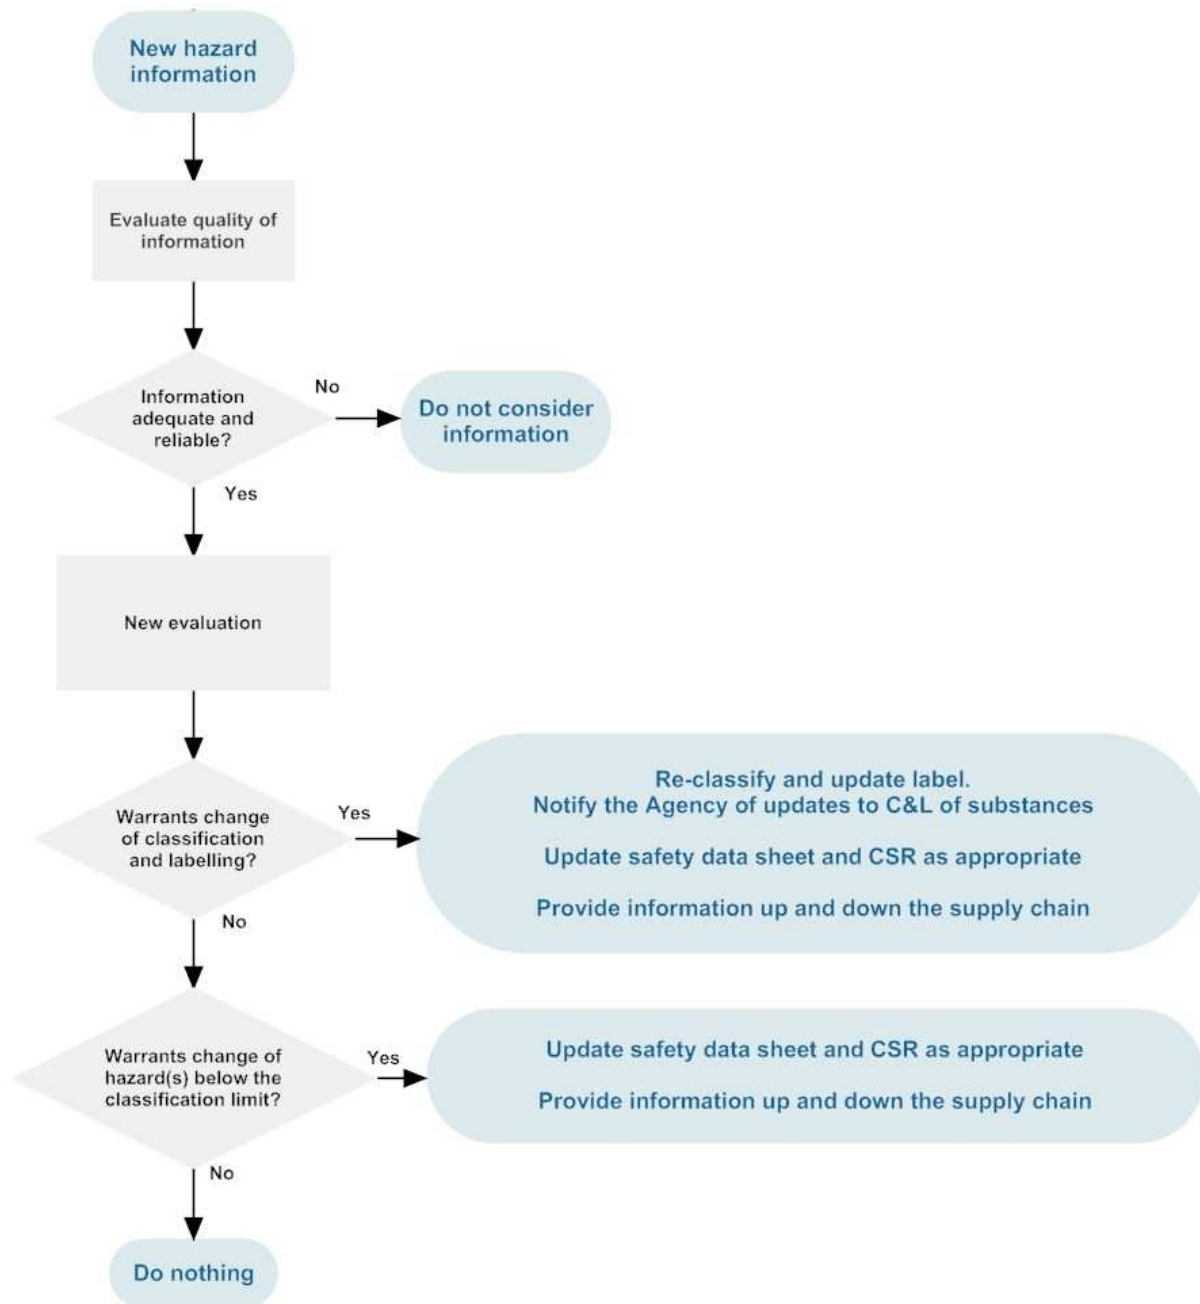 New hazard
information
Evaluate quality of
information
Information
adequate and
reliable?
No
Do not consider
information
Yes
New evaluation
Warrants change
of classification
and labelling?
Yes
Re-classify and update label.
Notify the Agency of updates to C&L of substances
Update safety data sheet and CSR as appropriate
Provide information up and down the supply chain
No
Warrants change of
hazard(s) below the
classification limit?
Yes
Update safety data sheet and CSR as appropriate
Provide information up and down the supply chain
No
Do nothing